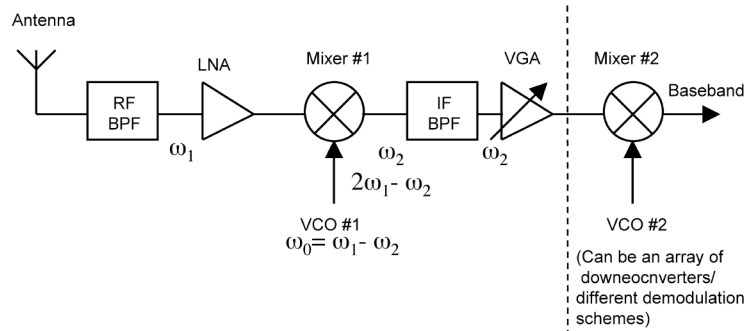 Antenna
LNA
Mixer #1
VGA
Mixer #2
RF
BPF
IF
BPF
Baseband
ω1
ω2
ω2
2ω1- ω2
VCO #1
ω0= ω1- ω2
VCO #2
(Can be an array of
downeocnverters/
different demodulation
schemes)